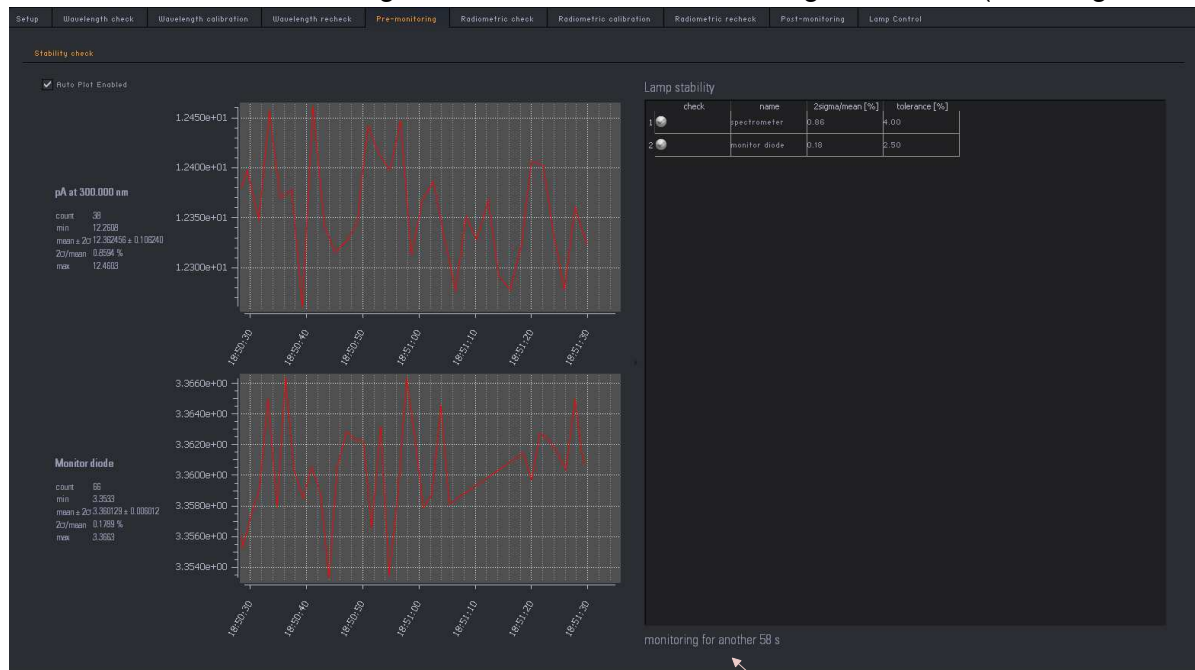 Setup Wavelength check Wavelength calibration Wavelength recheck Pre-monitoring Radiometric check Radiometric calibration Radiometric recheck Post-monitoring Lamp Control
Stability check
Auto Plot Enabled
1.2450e+01
1.2400e+01
1.2350e+01
1.2300e+01
pA at 300.000 nm
count 38
min 12.2608
mean ± 2σ 12.362456 ± 0.106240
2σ/mean 0.8594 %
max 12.4603
18:50:30 18:50:40 18:50:50 18:51:00 18:51:10 18:51:20 18:51:30
3.3660e+00
3.3640e+00
3.3620e+00
3.3600e+00
3.3580e+00
3.3560e+00
3.3540e+00
Monitor diode
count 56
min 3.3533
mean ± 2σ 3.360129 ± 0.006012
2σ/mean 0.1789 %
max 3.3663
18:50:30 18:50:40 18:50:50 18:51:00 18:51:10 18:51:20 18:51:30
Lamp stability
check name 2sigma/mean [%] tolerance [%]
1 spectrometer 0.86 4.00
2 monitor diode 0.18 2.50
monitoring for another 58 s